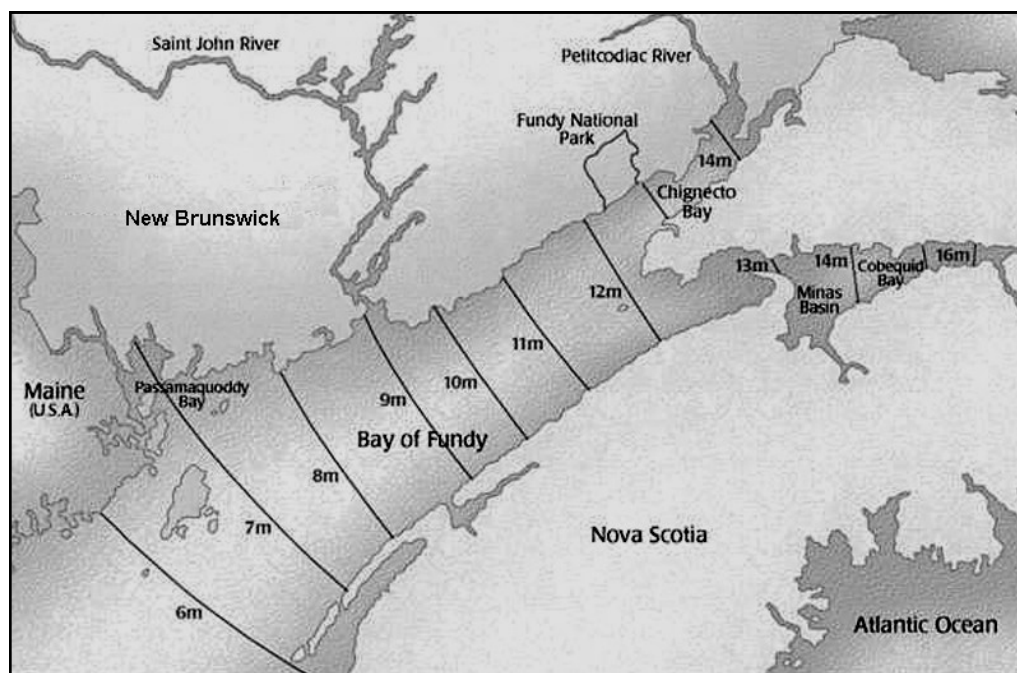 Saint John River
Petitcodiac River
Fundy National
Park
14m
Chignecto
Bay
New Brunswick
13m
14m
Cobequid
Bay
16m
Minas
Basin
12m
11m
10m
9m
Maine
(U.S.A.)
Passamaquoddy
Bay
Bay of Fundy
8m
7m
6m
Nova Scotia
Atlantic Ocean